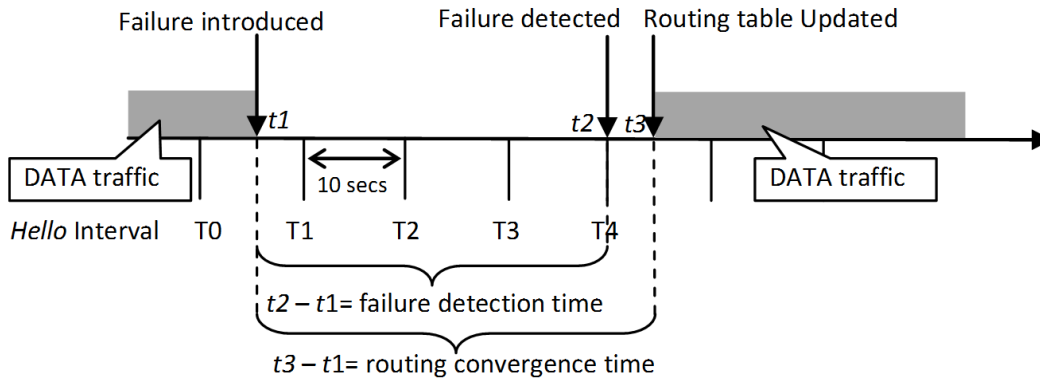 Failure introduced
Failure detected
Routing table Updated
t1
t2
t3
DATA traffic
10 secs
DATA traffic
Hello Interval T0 T1 T2 T3 T4
t2 – t1= failure detection time
t3 – t1= routing convergence time